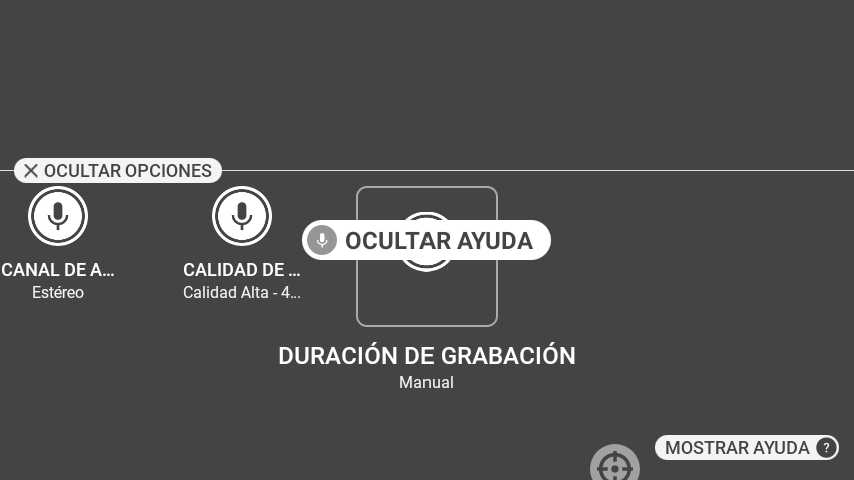 OCULTAR OPCIONES
OCULTAR AYUDA
CANAL DE A...
Estéreo
CALIDAD DE ...
Calidad Alta - 4...
DURACIÓN DE GRABACIÓN
Manual
MOSTRAR AYUDA ?